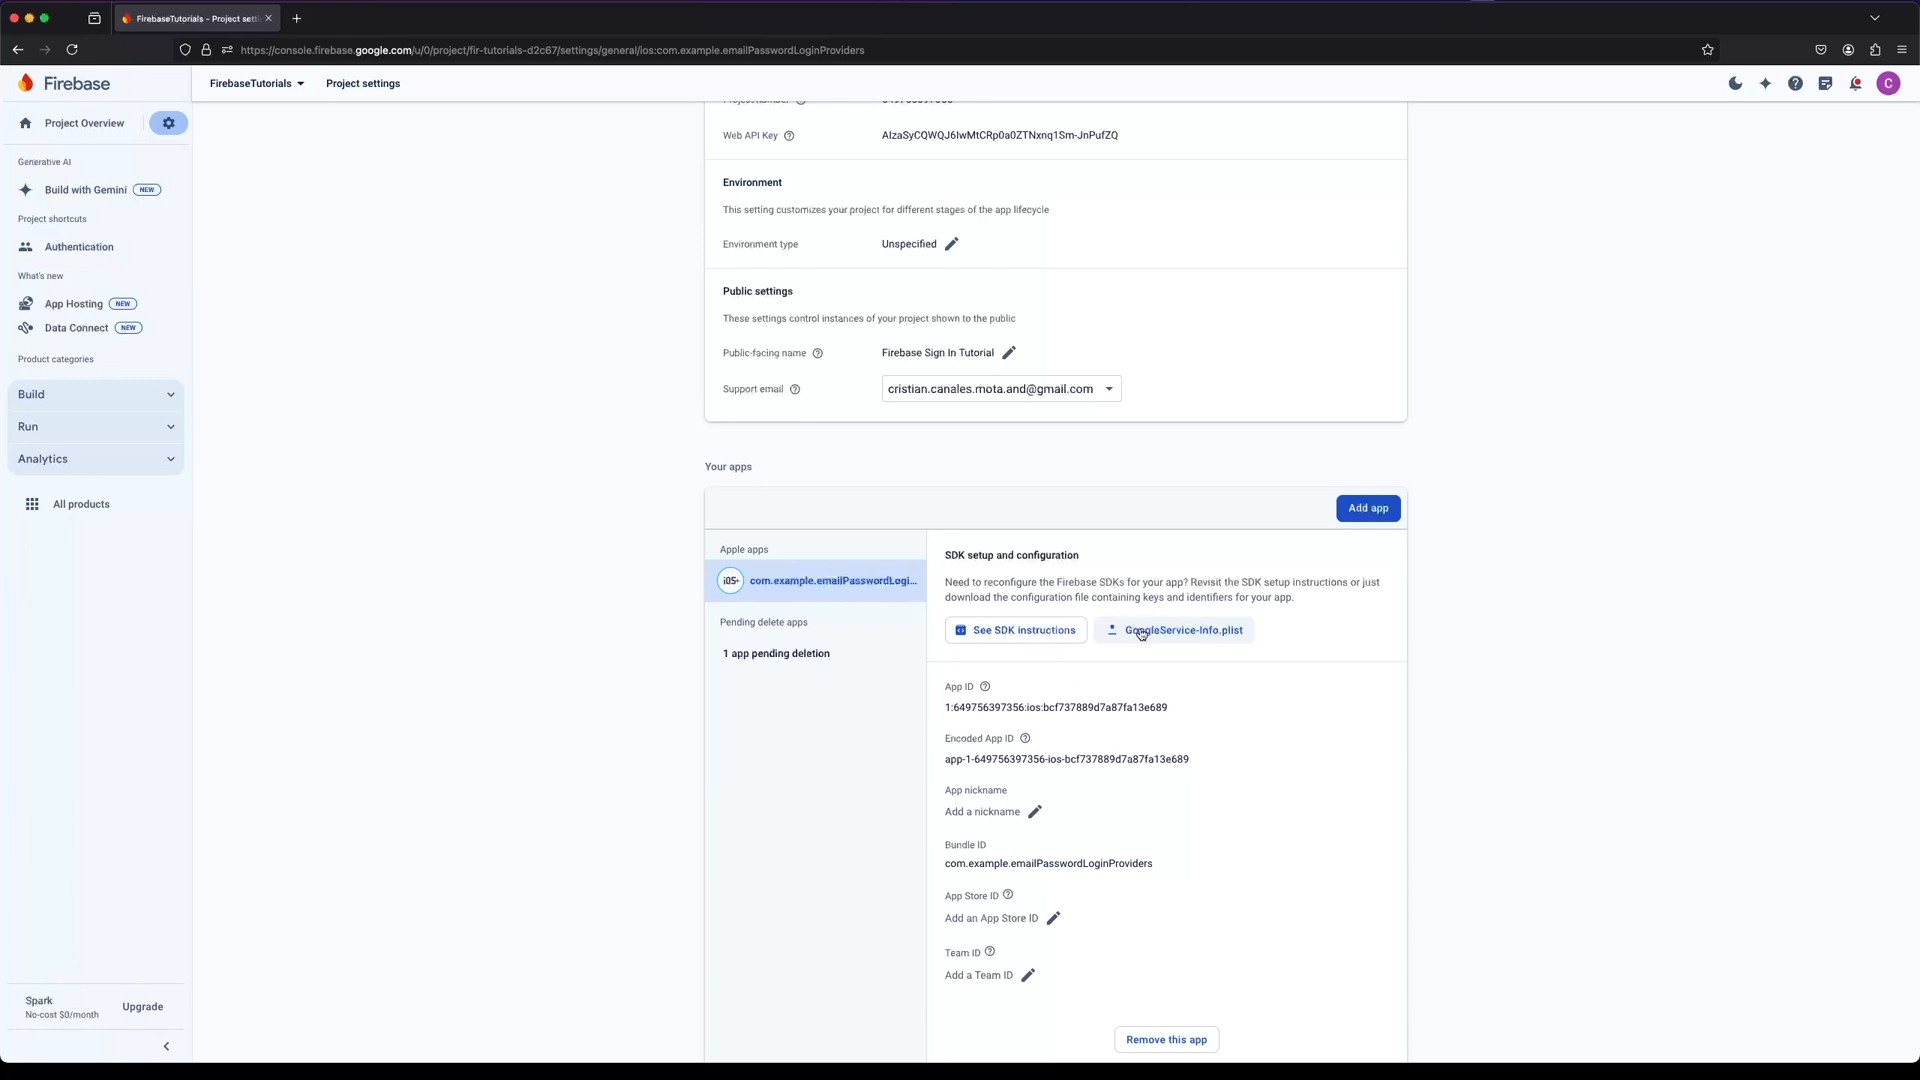 FirebaseTutorials - Project setti
https://console.firebase.google.com/u/0/project/fir-tutorials-d2c67/settings/general/ios:com.example.emailPasswordLoginProviders
Firebase
FirebaseTutorials
Project settings
C
Project Overview
Generative AI
Build with Gemini NEW
Project shortcuts
Authentication
What's new
App Hosting NEW
Data Connect NEW
Product categories
Build
Run
Analytics
All products
Spark
No-cost $0/month
Upgrade
Web API Key
AIzaSyCQWQJ6IwMtCRp0a0ZTNxnq1Sm-JnPufZQ
Environment
This setting customizes your project for different stages of the app lifecycle
Environment type
Unspecified
Public settings
These settings control instances of your project shown to the public
Public-facing name
Firebase Sign In Tutorial
Support email
cristian.canales.mota.and@gmail.com
Your apps
Add app
Apple apps
iOS+
com.example.emailPasswordLogi...
Pending delete apps
1 app pending deletion
SDK setup and configuration
Need to reconfigure the Firebase SDKs for your app? Revisit the SDK setup instructions or just
download the configuration file containing keys and identifiers for your app.
See SDK instructions
GoogleService-Info.plist
App ID
1:649756397356:ios:bcf737889d7a87fa13e689
Encoded App ID
app-1-649756397356-ios-bcf737889d7a87fa13e689
App nickname
Add a nickname
Bundle ID
com.example.emailPasswordLoginProviders
App Store ID
Add an App Store ID
Team ID
Add a Team ID
Remove this app